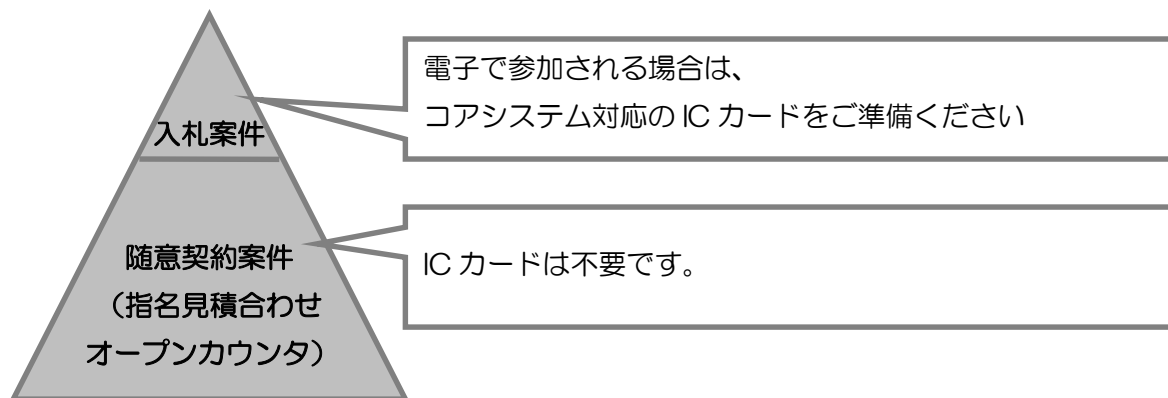 電子で参加される場合は、
コアシステム対応の IC カードをご準備ください
入札案件
IC カードは不要です。
随意契約案件
（指名見積合わせ
オープンカウンタ）